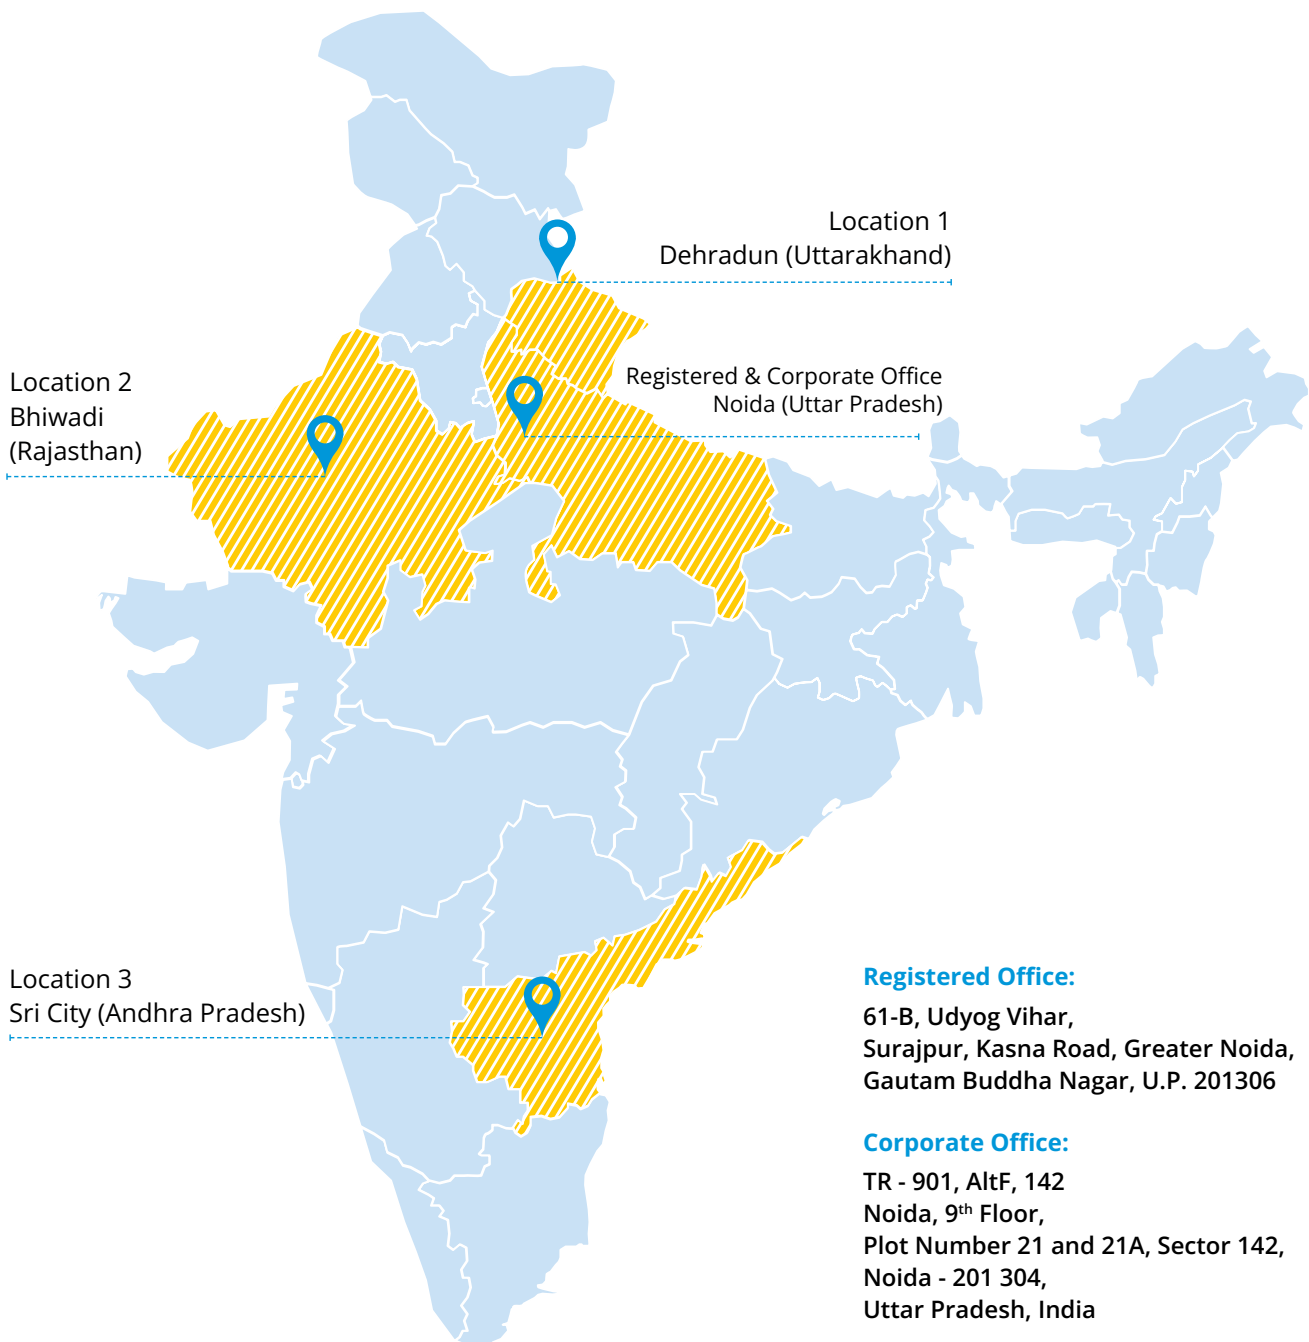 Location 1
Dehradun (Uttarakhand)
Registered & Corporate Office
Noida (Uttar Pradesh)
Location 2
Bhiwadi
(Rajasthan)
Location 3
Sri City (Andhra Pradesh)
Registered Office:
61-B, Udyog Vihar,
Surajpur, Kasna Road, Greater Noida,
Gautam Buddha Nagar, U.P. 201306
Corporate Office:
TR - 901, AltF, 142
Noida, 9th Floor,
Plot Number 21 and 21A, Sector 142,
Noida - 201 304,
Uttar Pradesh, India